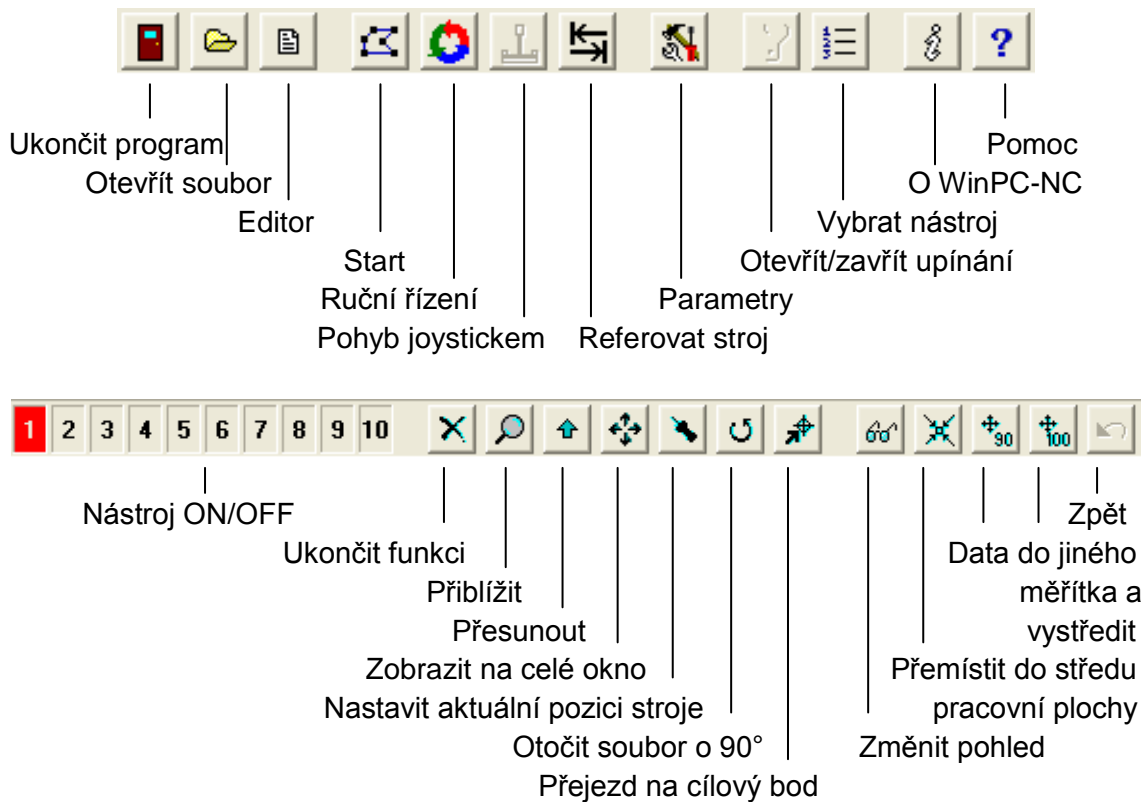 Ukončit program
Pomoc
Otevřít soubor
O WinPC-NC
Editor
Vybrat nástroj
Start
Otevřít/zavřít upínání
Ruční řízení
Parametry
Pohyb joystickem
Referovat stroj
1 2 3 4 5 6 7 8 9 10
90
100
Nástroj ON/OFF
Zpět
Ukončit funkci
Data do jiného
měřítka a
vystředit
Přiblížit
Přesunout
Zobrazit na celé okno
Přemístit do středu
pracovní plochy
Nastavit aktuální pozici stroje
Otočit soubor o 90°
Změnit pohled
Přejezd na cílový bod